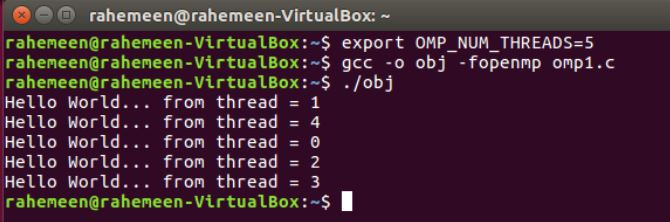 rahemeen@rahemeen-VirtualBox: ~
rahemeen@rahemeen-VirtualBox:~$ export OMP_NUM_THREADS=5
rahemeen@rahemeen-VirtualBox:~$ gcc -o obj -fopenmp omp1.c
rahemeen@rahemeen-VirtualBox:~$ ./obj
Hello World... from thread = 1
Hello World... from thread = 4
Hello World... from thread = 0
Hello World... from thread = 2
Hello World... from thread = 3
rahemeen@rahemeen-VirtualBox:~$